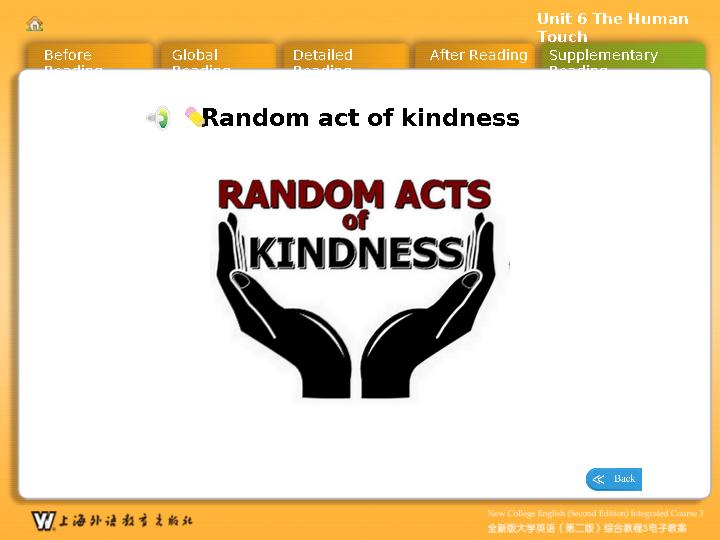 Unit 6 The Human
Touch
Before
Reading
Global
Reading
Detailed
Reading
After Reading
Supplementary
Reading
Random act of kindness
RANDOM ACTS
of
KINDNESS
Back
W 上海外语教育出版社
New College English (Second Edition) Integrated Course 3
全新版大学英语（第二版）综合教程3电子教案